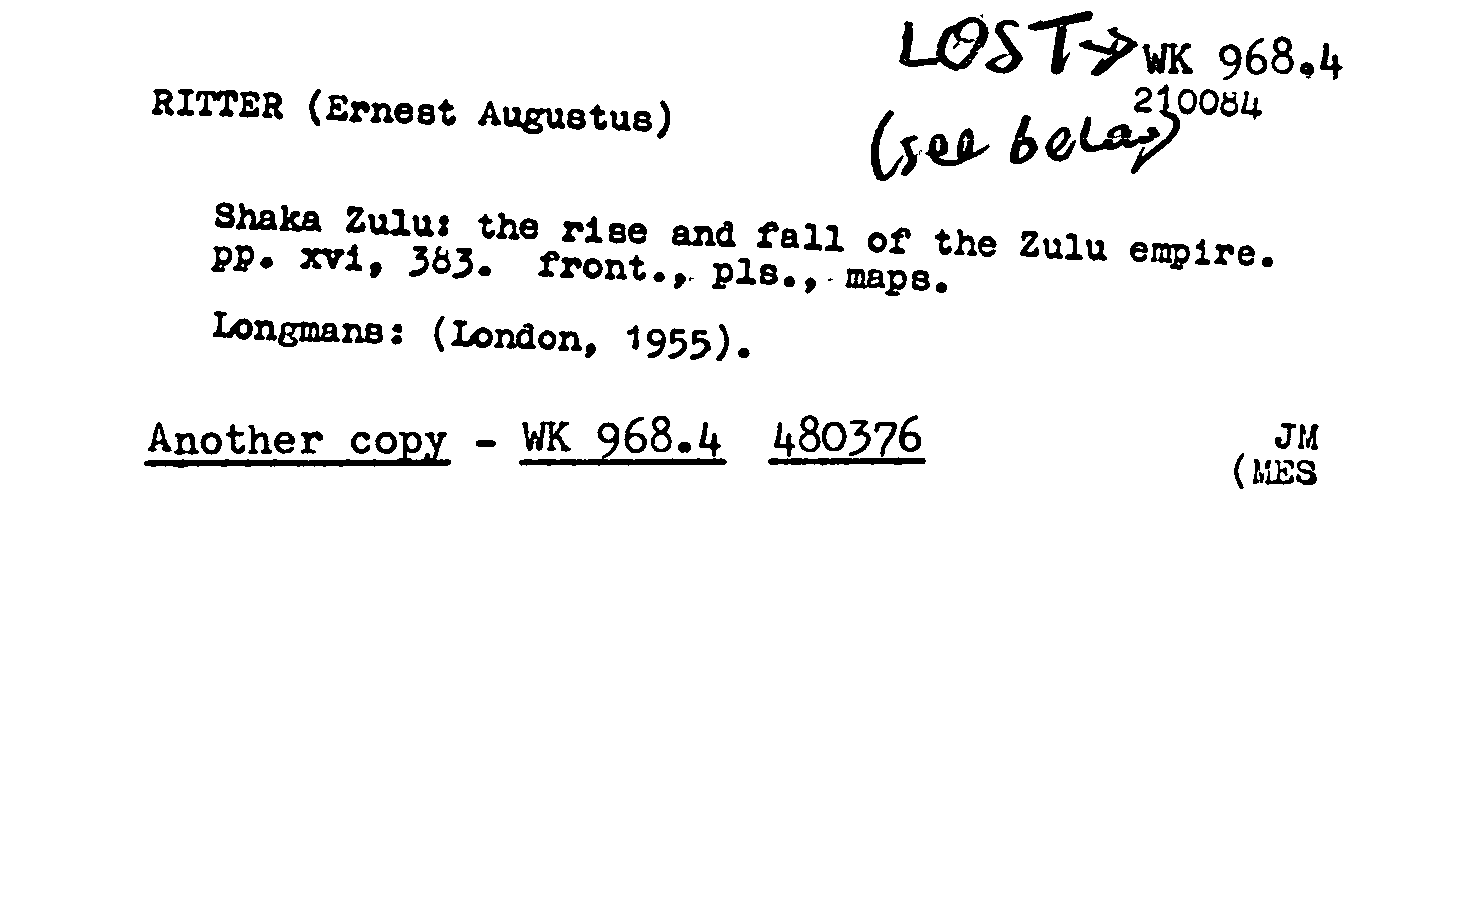 LOST → WK 968.4
210084
RITTER (Ernest Augustus)
(see below)
Shaka Zulu: the rise and fall of the Zulu empire.
pp. xvi, 383. front., pls., maps.
Longmans: (London, 1955).
Another copy - WK 968.4 480376
JM
(MES